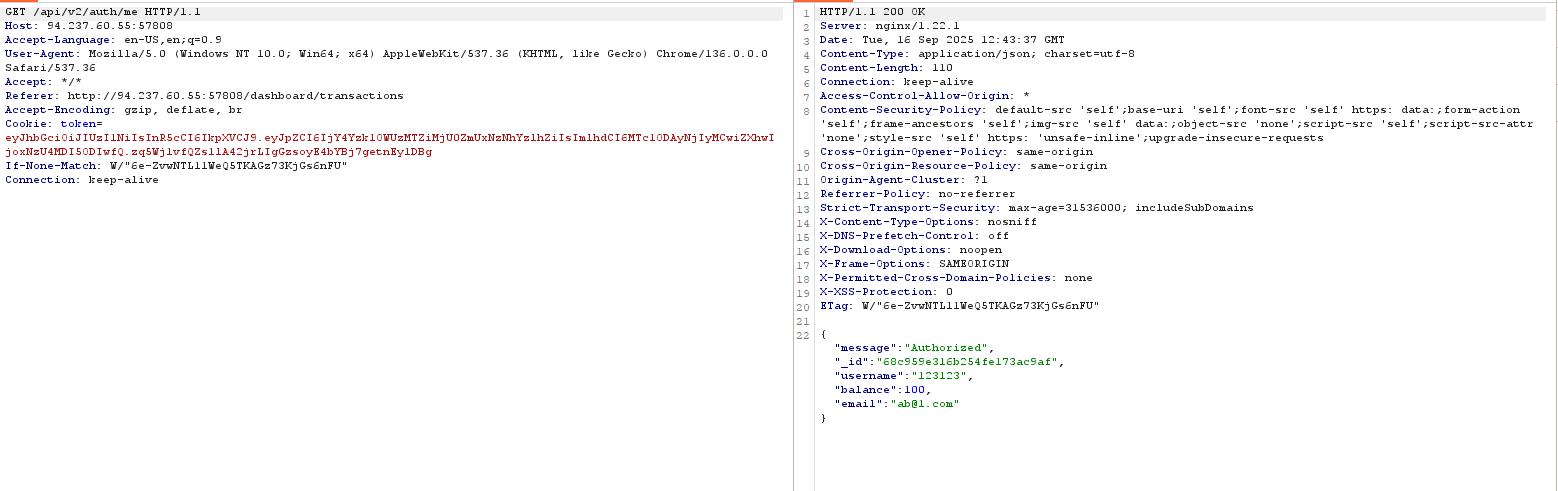 GET /api/v2/auth/me HTTP/1.1
Host: 94.237.60.55:57808
Accept-Language: en-US,en;q=0.9
User-Agent: Mozilla/5.0 (Windows NT 10.0; Win64; x64) AppleWebKit/537.36 (KHTML, like Gecko) Chrome/136.0.0.0
Safari/537.36
Accept: */*
Referer: http://94.237.60.55:57808/dashboard/transactions
Accept-Encoding: gzip, deflate, br
Cookie: token=
If-None-Match: W/"6e-ZvwNTLl1WeQ5TKAGz73KjGs6nFU"
Connection: keep-alive
1 HTTP/1.1 200 OK
2 Server: nginx/1.22.1
3 Date: Tue, 16 Sep 2025 12:43:37 GMT
4 Content-Type: application/json; charset=utf-8
5 Content-Length: 110
6 Connection: keep-alive
7 Access-Control-Allow-Origin: *
8 Content-Security-Policy: default-src 'self';base-uri 'self';font-src 'self' https: data:;form-action
'self';frame-ancestors 'self';img-src 'self' data:;object-src 'none';script-src 'self';script-src-attr
'none';style-src 'self' https: 'unsafe-inline';upgrade-insecure-requests
9 Cross-Origin-Opener-Policy: same-origin
10 Cross-Origin-Resource-Policy: same-origin
11 Origin-Agent-Cluster: ?1
12 Referrer-Policy: no-referrer
13 Strict-Transport-Security: max-age=31536000; includeSubDomains
14 X-Content-Type-Options: nosniff
15 X-DNS-Prefetch-Control: off
16 X-Download-Options: noopen
17 X-Frame-Options: SAMEORIGIN
18 X-Permitted-Cross-Domain-Policies: none
19 X-XSS-Protection: 0
20 ETag: W/"6e-ZvwNTLl1WeQ5TKAGz73KjGs6nFU"
21
22 {
"message":"Authorized",
"_id":"68c959e316b254fe173ac9af",
"username":"123123",
"balance":100,
"email":"ab@1.com"
}